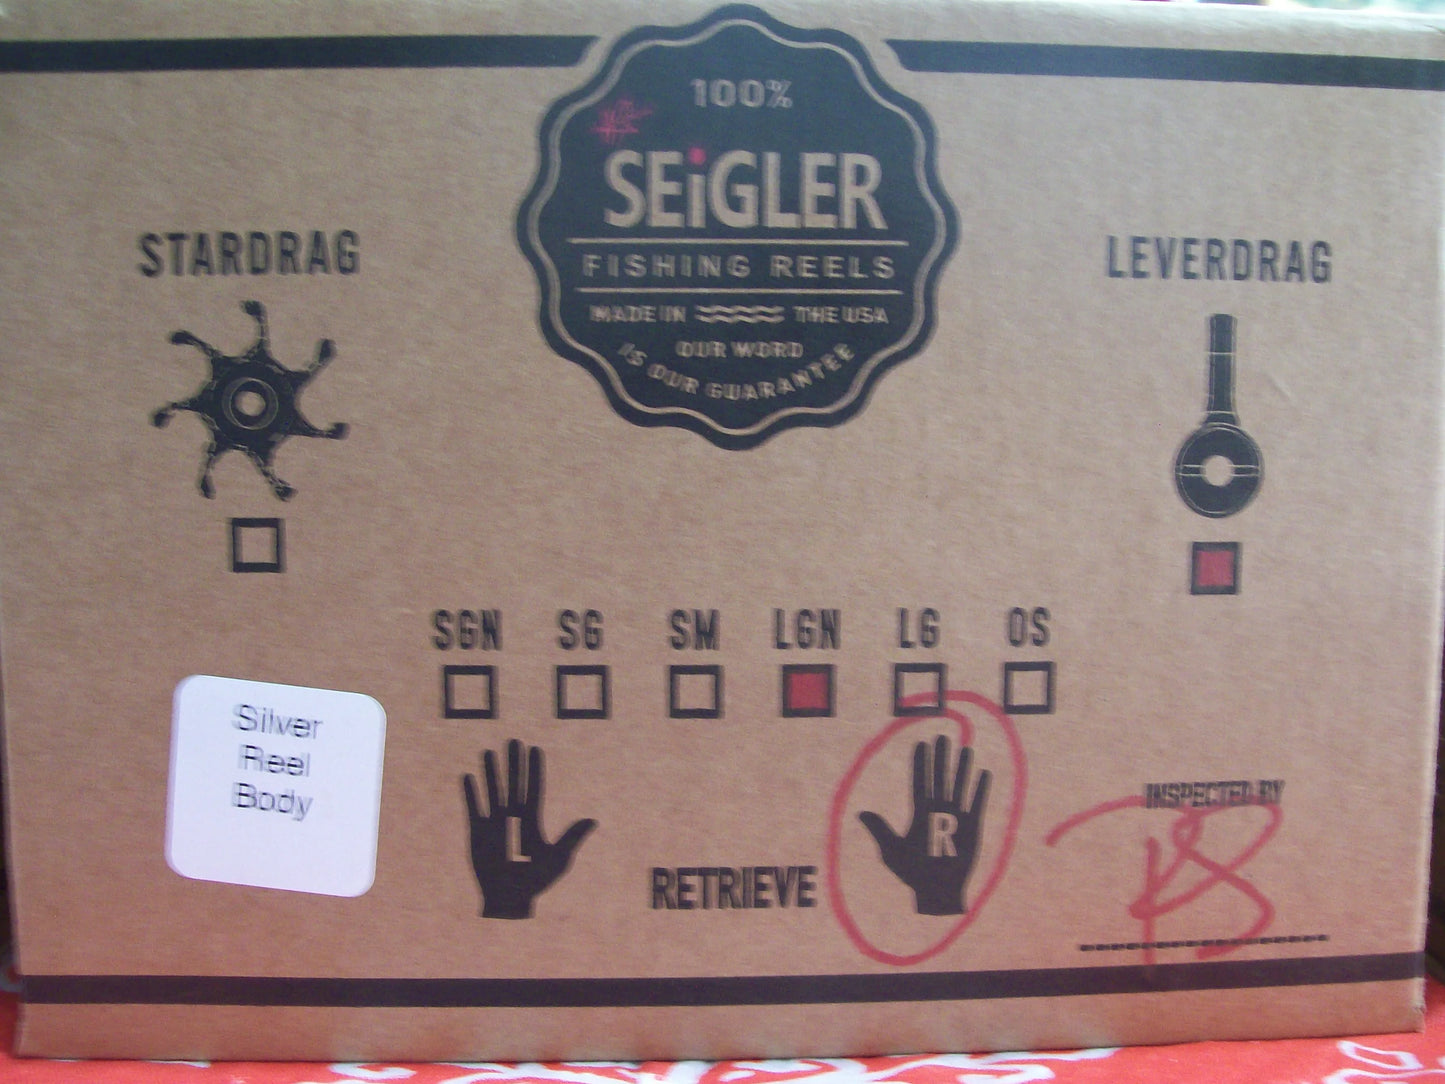 100%
SEiGLER
FISHING REELS
MADE IN THE USA
OUR WORD
IS OUR GUARANTEE
STARDRAG
LEVERDRAG
SGN SG SM LGN LG OS
Silver
Reel
Body
L
R
RETRIEVE
INSPECTED BY